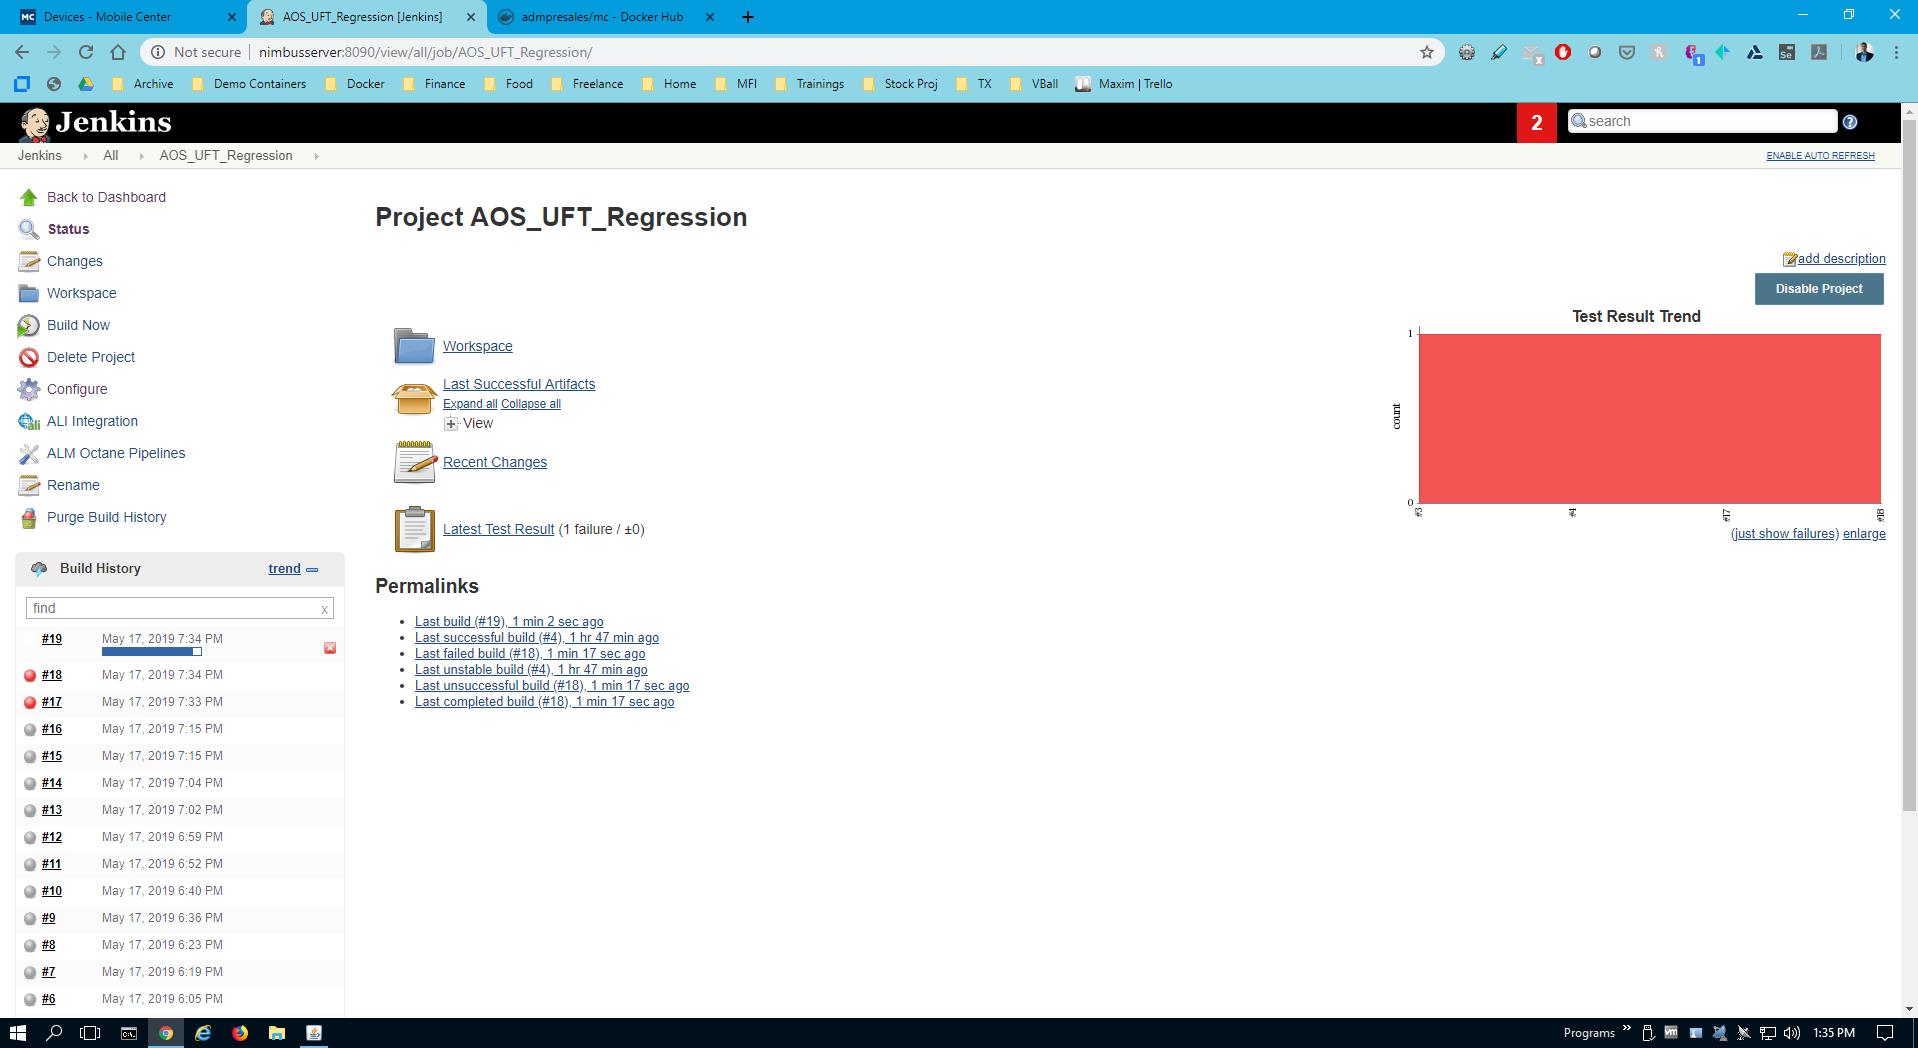 MC Devices - Mobile Center
AOS_UFT_Regression [Jenkins]
admpresales/mc - Docker Hub
Not secure | nimbusserver:8090/view/all/job/AOS_UFT_Regression/
Archive Demo Containers Docker Finance Food Freelance Home MFI Trainings Stock Proj TX VBall Maxim | Trello
Jenkins
2
search
Jenkins All AOS_UFT_Regression
ENABLE AUTO REFRESH
Back to Dashboard
Status
Changes
Workspace
Build Now
Delete Project
Configure
ALI Integration
ALM Octane Pipelines
Rename
Purge Build History
Build History trend
find x
#19 May 17, 2019 7:34 PM
#18 May 17, 2019 7:34 PM
#17 May 17, 2019 7:33 PM
#16 May 17, 2019 7:15 PM
#15 May 17, 2019 7:15 PM
#14 May 17, 2019 7:04 PM
#13 May 17, 2019 7:02 PM
#12 May 17, 2019 6:59 PM
#11 May 17, 2019 6:52 PM
#10 May 17, 2019 6:40 PM
#9 May 17, 2019 6:36 PM
#8 May 17, 2019 6:23 PM
#7 May 17, 2019 6:19 PM
#6 May 17, 2019 6:05 PM
Project AOS_UFT_Regression
add description
Disable Project
Workspace
Last Successful Artifacts
Expand all Collapse all
View
Recent Changes
Latest Test Result (1 failure / ±0)
Permalinks
Last build (#19), 1 min 2 sec ago
Last successful build (#4), 1 hr 47 min ago
Last failed build (#18), 1 min 17 sec ago
Last unstable build (#4), 1 hr 47 min ago
Last unsuccessful build (#18), 1 min 17 sec ago
Last completed build (#18), 1 min 17 sec ago
Test Result Trend
1
count
0
#3 #4 #17 #18
(just show failures) enlarge
Programs
1:35 PM